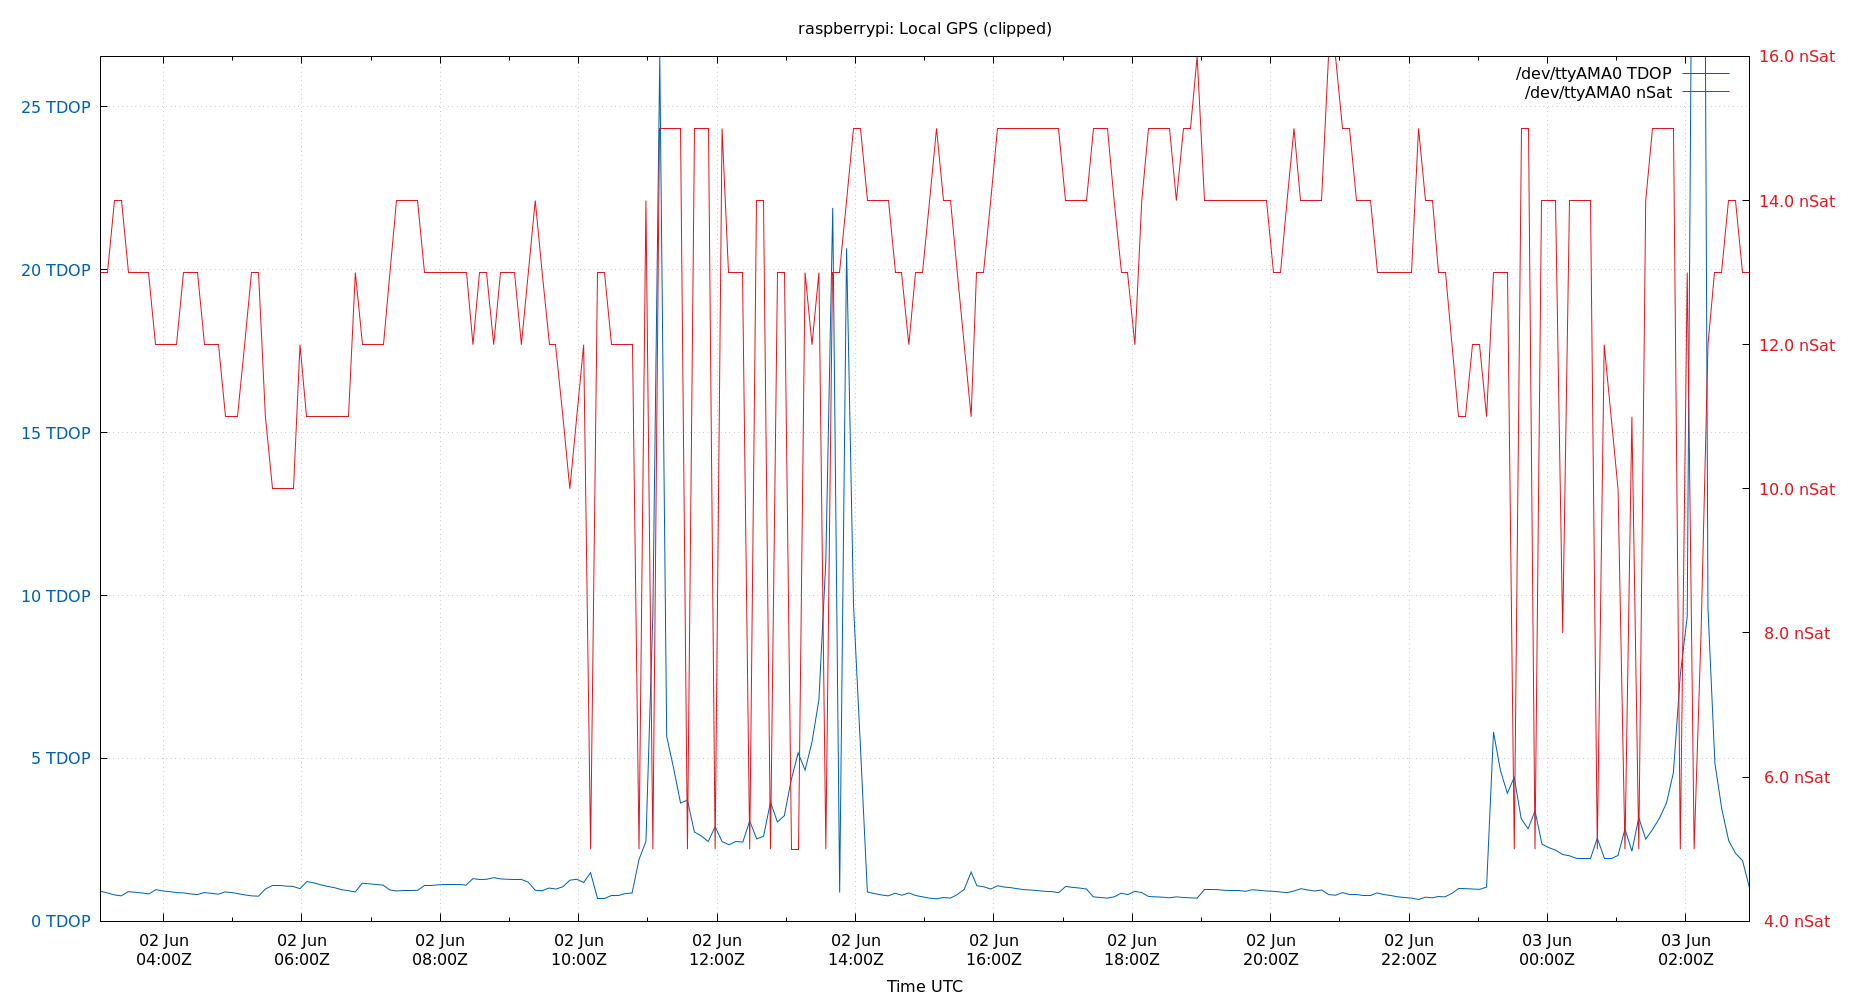 raspberrypi: Local GPS (clipped)
/dev/ttyAMA0 TDOP
/dev/ttyAMA0 nSat
25 TDOP
20 TDOP
15 TDOP
10 TDOP
5 TDOP
0 TDOP
16.0 nSat
14.0 nSat
12.0 nSat
10.0 nSat
8.0 nSat
6.0 nSat
4.0 nSat
02 Jun 02 Jun 02 Jun 02 Jun 02 Jun 02 Jun 02 Jun 02 Jun 02 Jun 02 Jun 03 Jun 03 Jun
04:00Z 06:00Z 08:00Z 10:00Z 12:00Z 14:00Z 16:00Z 18:00Z 20:00Z 22:00Z 00:00Z 02:00Z
Time UTC